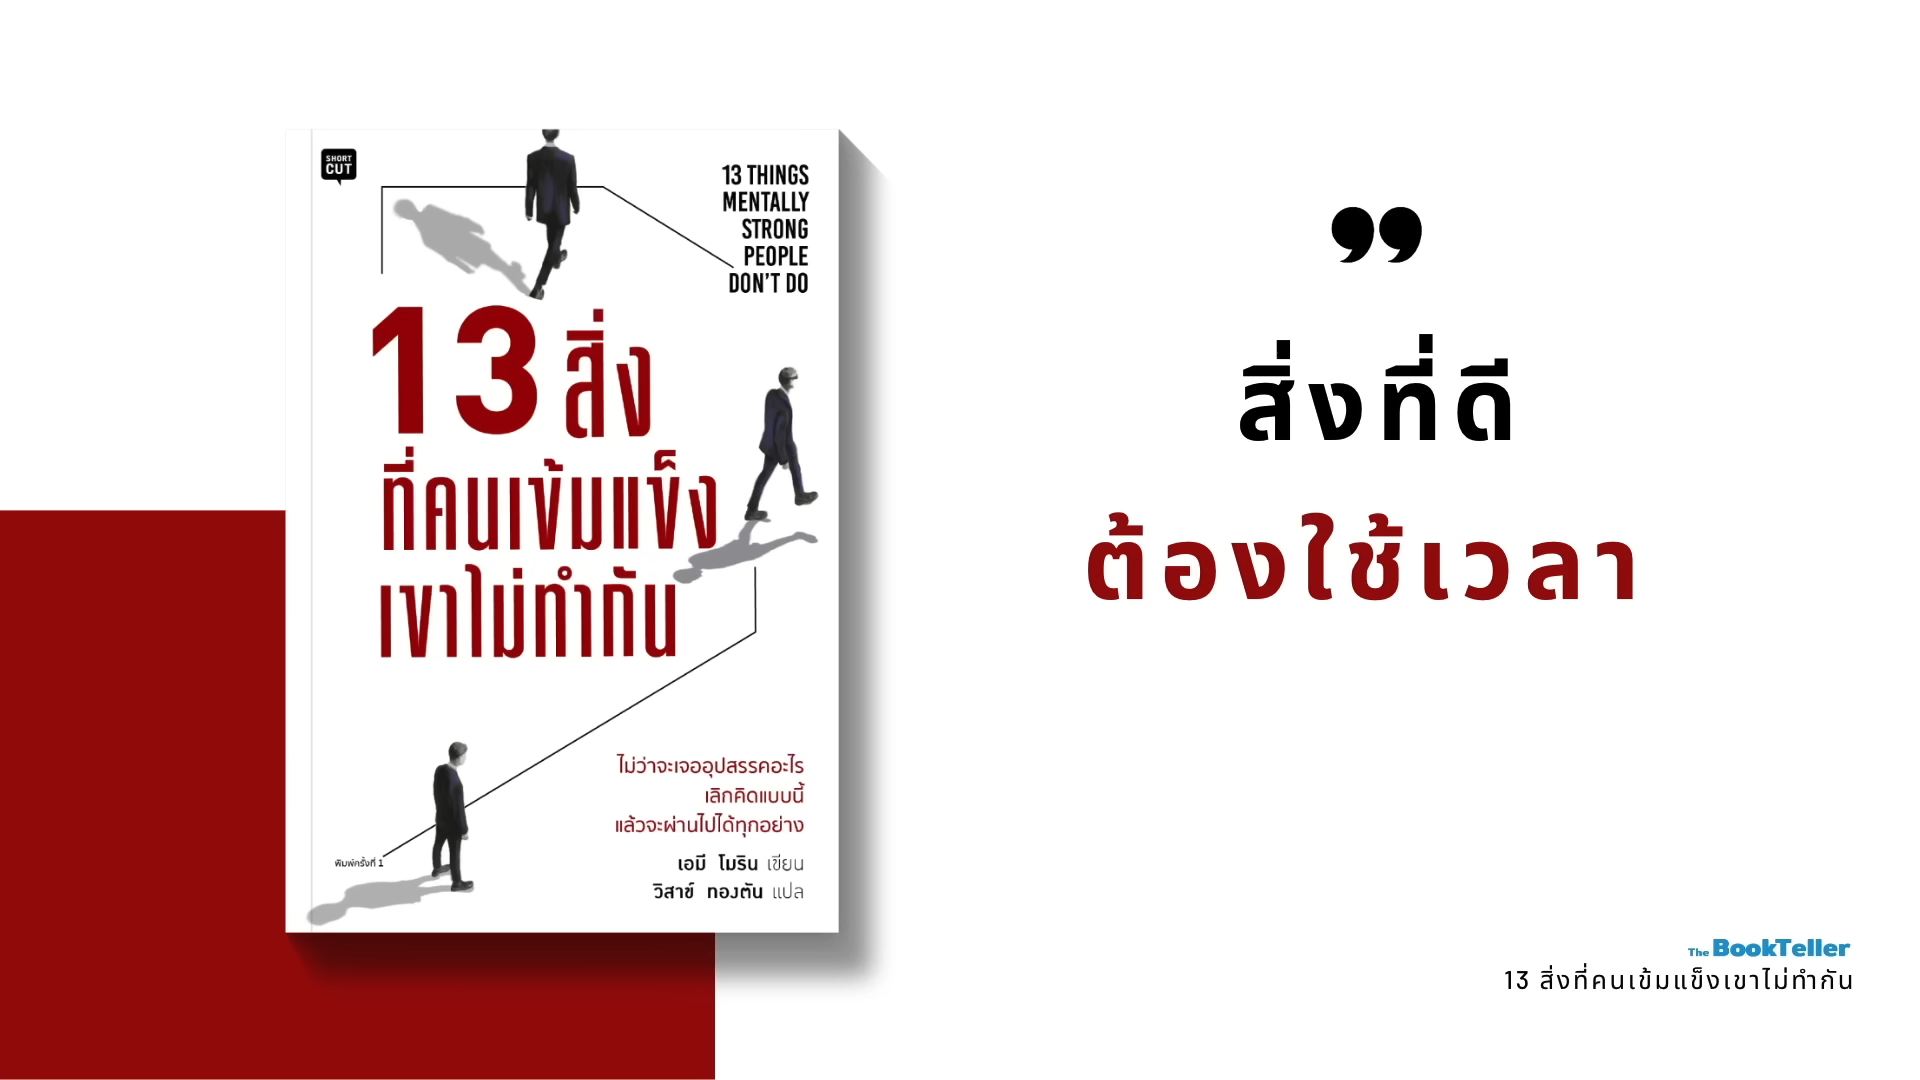 SHORT
CUT
13 THINGS
MENTALLY
STRONG
PEOPLE
DON'T DO
13 สิ่ง
ที่คนเข้มแข็ง
เขาไม่ทำกัน
ไม่ว่าจะเจออุปสรรคอะไร
เลิกคิดแบบนี้
แล้วจะผ่านไปได้ทุกอย่าง
พิมพ์ครั้งที่ 1
เอมี โมริน เขียน
วิสาข์ ทองตัน แปล
”
สิ่งที่ดี
ต้องใช้เวลา
The BookTeller
13 สิ่งที่คนเข้มแข็งเขาไม่ทำกัน